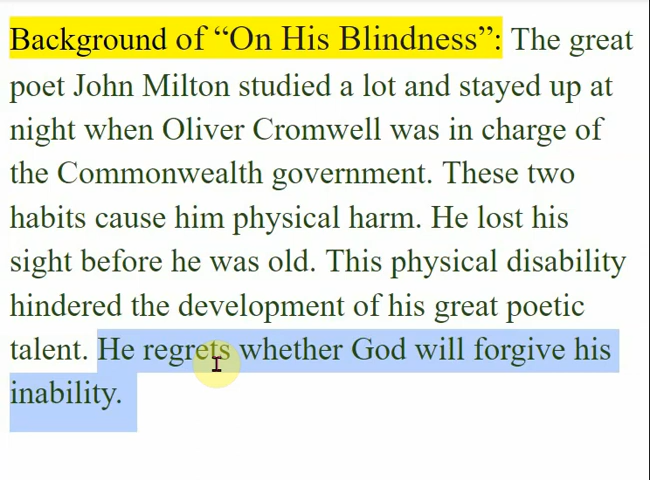 Background of “On His Blindness”: The great
poet John Milton studied a lot and stayed up at
night when Oliver Cromwell was in charge of
the Commonwealth government. These two
habits cause him physical harm. He lost his
sight before he was old. This physical disability
hindered the development of his great poetic
talent. He regrets whether God will forgive his
inability.